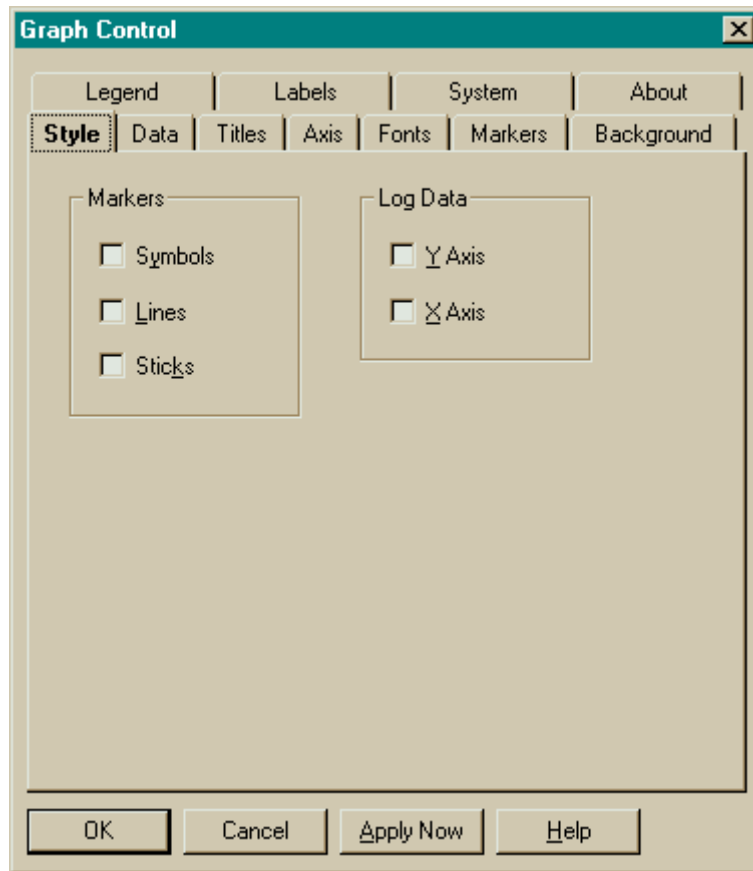 Graph Control
Legend Labels System About
Style Data Titles Axis Fonts Markers Background
Markers Log Data
Symbols Y Axis
Lines X Axis
Sticks
OK Cancel Apply Now Help